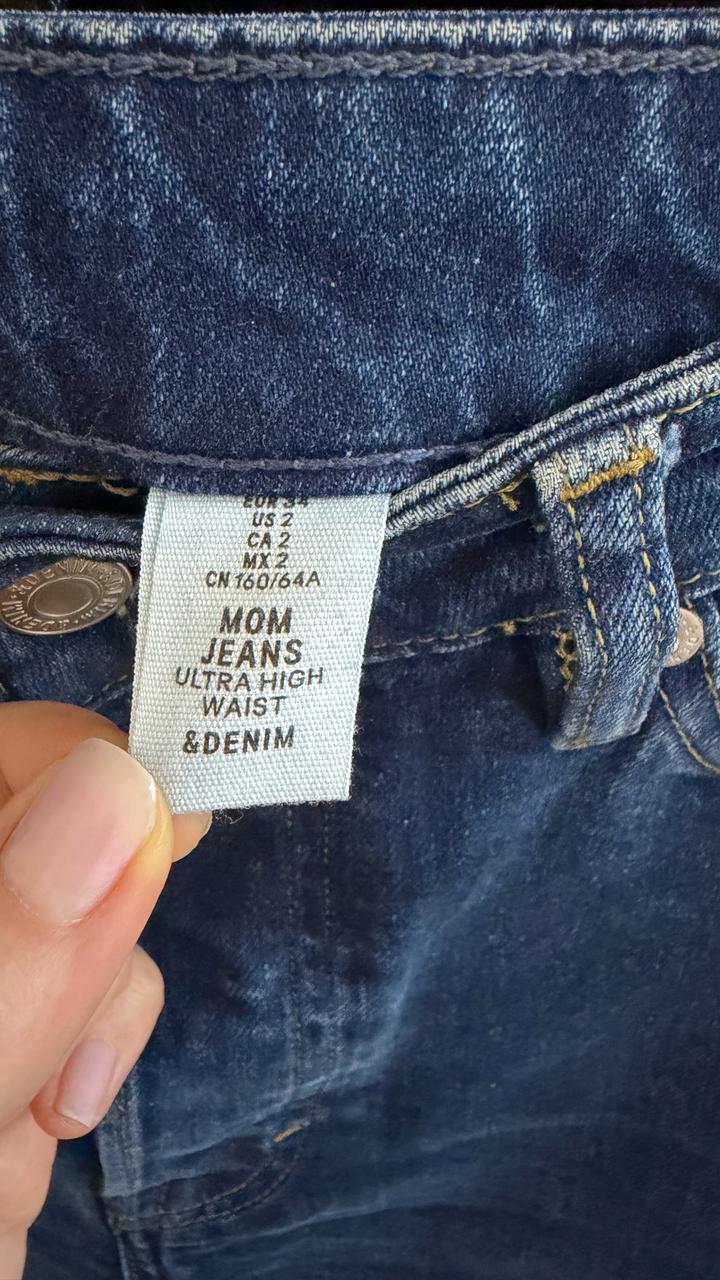 EUR 34
US 2
CA 2
MX 2
CN 160/64A
MOM
JEANS
ULTRA HIGH
WAIST
&DENIM